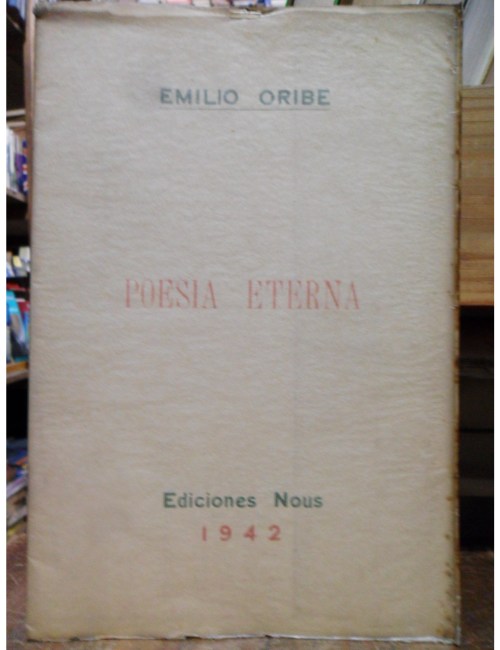 EMILIO ORIBE
POESIA ETERNA
Ediciones Nous
1942